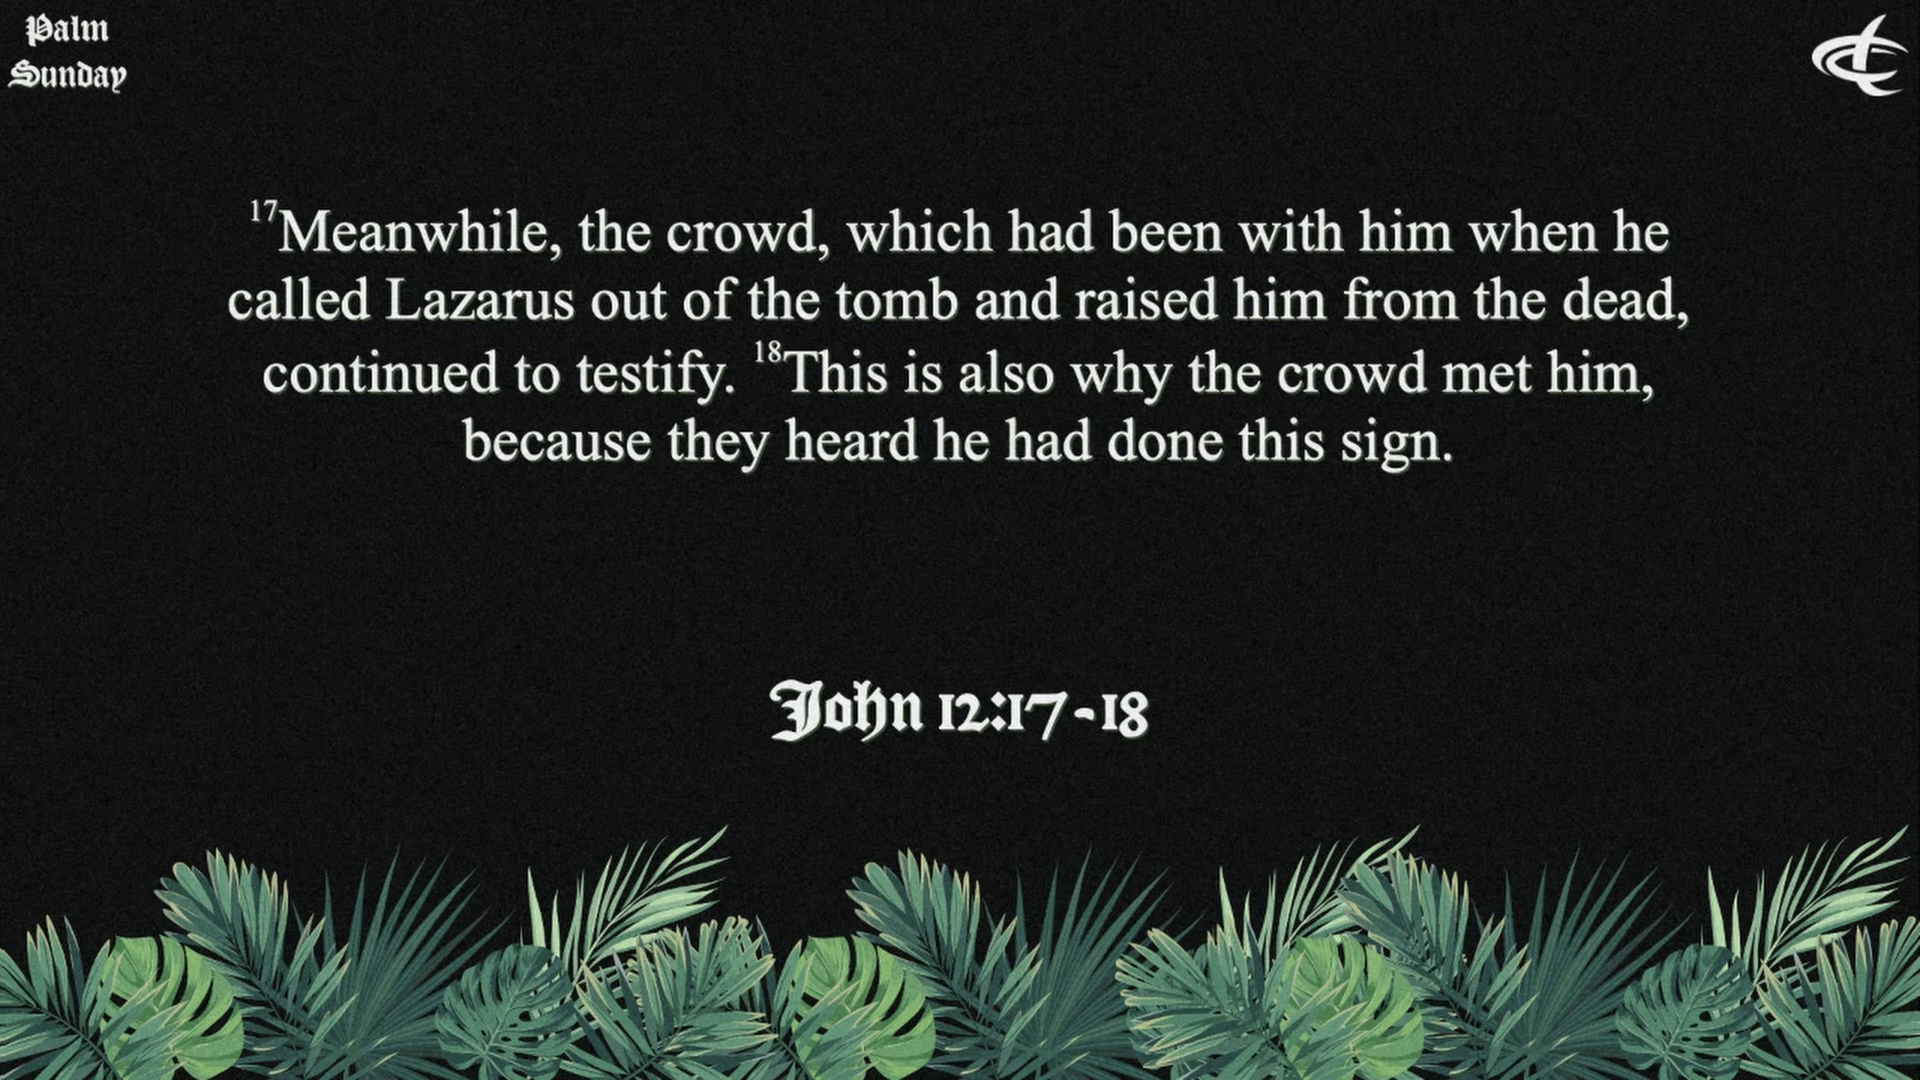 Palm
Sunday
17Meanwhile, the crowd, which had been with him when he
called Lazarus out of the tomb and raised him from the dead,
continued to testify. 18This is also why the crowd met him,
because they heard he had done this sign.
John 12:17-18